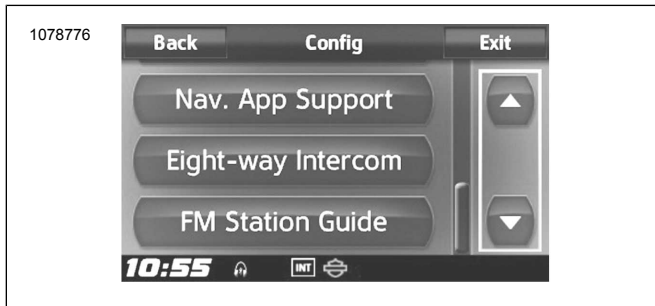 1078776
Back Config Exit
Nav. App Support
Eight-way Intercom
FM Station Guide
10:55 INT